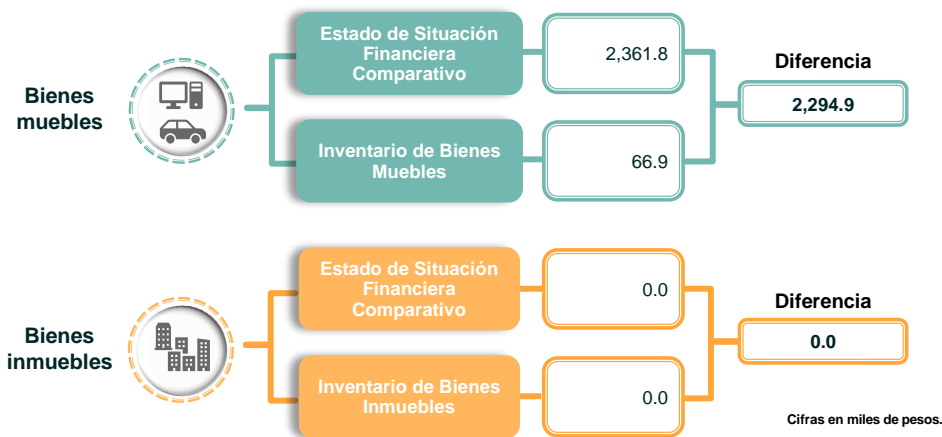 Bienes
muebles
Estado de Situación
Financiera
Comparativo
2,361.8
Inventario de Bienes
Muebles
66.9
Diferencia
2,294.9
Bienes
inmuebles
Estado de Situación
Financiera
Comparativo
0.0
Inventario de Bienes
Inmuebles
0.0
Diferencia
0.0
Cifras en miles de pesos.